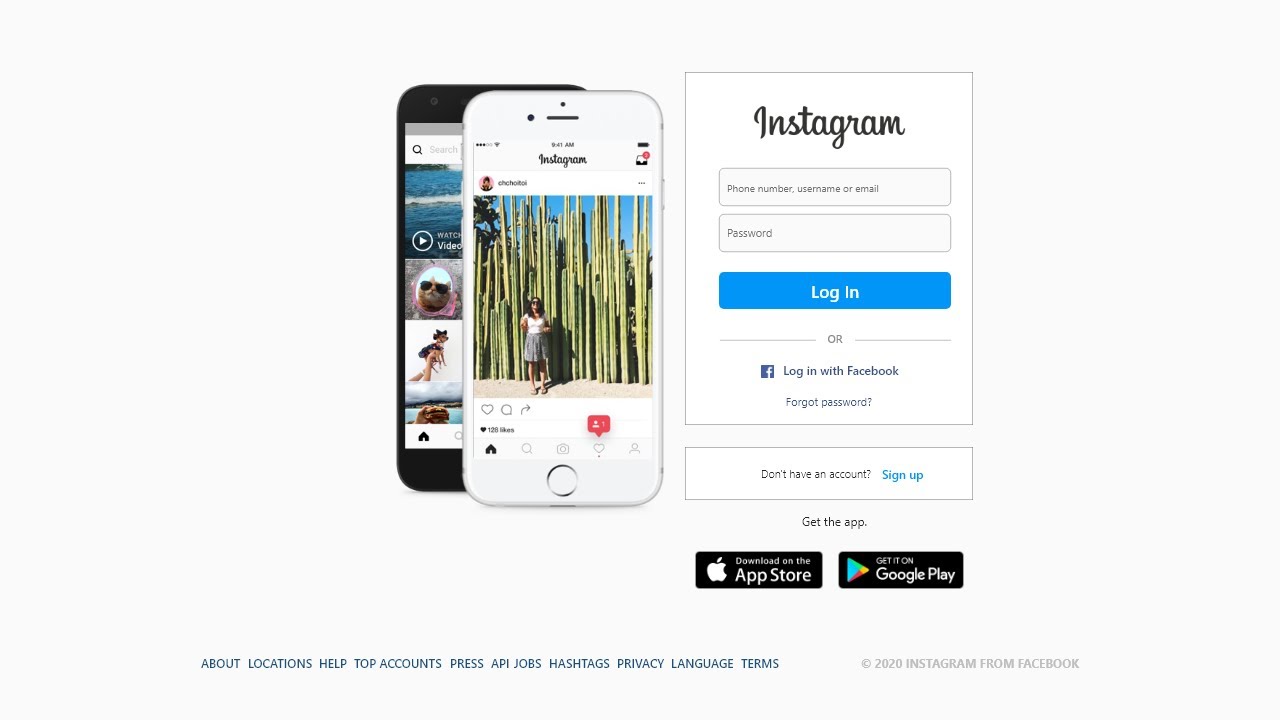 Search
WATCH
Video
9:41 AM
Instagram
chchoitoi
128 likes
1
Instagram
Phone number, username or email
Password
Log In
OR
Log in with Facebook
Forgot password?
Don't have an account? Sign up
Get the app.
Download on the
App Store
GET IT ON
Google Play
ABOUT LOCATIONS HELP TOP ACCOUNTS PRESS API JOBS HASHTAGS PRIVACY LANGUAGE TERMS
© 2020 INSTAGRAM FROM FACEBOOK